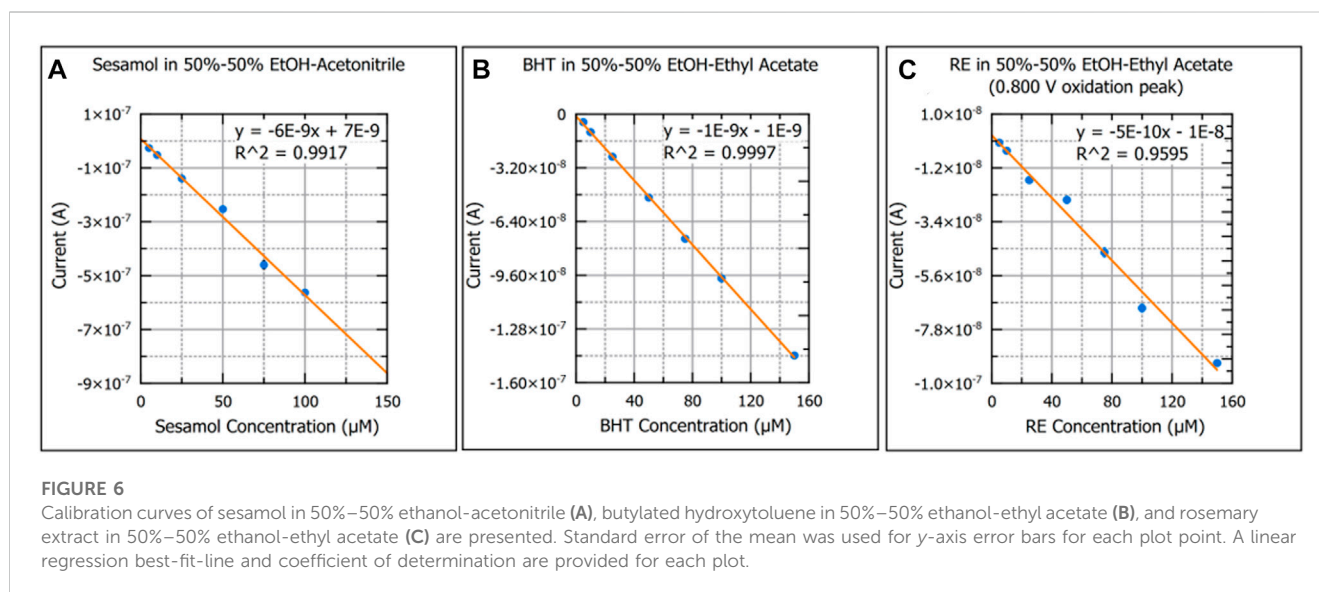 A
Sesamol in 50%-50% EtOH-Acetonitrile
y = -6E-9x + 7E-9
R^2 = 0.9917
Current (A)
1×10⁻⁷
-1×10⁻⁷
-3×10⁻⁷
-5×10⁻⁷
-7×10⁻⁷
-9×10⁻⁷
0 50 100 150
Sesamol Concentration (µM)
B
BHT in 50%-50% EtOH-Ethyl Acetate
y = -1E-9x - 1E-9
R^2 = 0.9997
Current (A)
0
-3.20×10⁻⁸
-6.40×10⁻⁸
-9.60×10⁻⁸
-1.28×10⁻⁷
-1.60×10⁻⁷
0 40 80 120 160
BHT Concentration (µM)
C
RE in 50%-50% EtOH-Ethyl Acetate
(0.800 V oxidation peak)
y = -5E-10x - 1E-8
R^2 = 0.9595
Current (A)
1.0×10⁻⁸
-1.2×10⁻⁸
-3.4×10⁻⁸
-5.6×10⁻⁸
-7.8×10⁻⁸
-1.0×10⁻⁷
0 40 80 120 160
RE Concentration (µM)
FIGURE 6
Calibration curves of sesamol in 50%–50% ethanol-acetonitrile (A), butylated hydroxytoluene in 50%–50% ethanol-ethyl acetate (B), and rosemary
extract in 50%–50% ethanol-ethyl acetate (C) are presented. Standard error of the mean was used for y-axis error bars for each plot point. A linear
regression best-fit-line and coefficient of determination are provided for each plot.